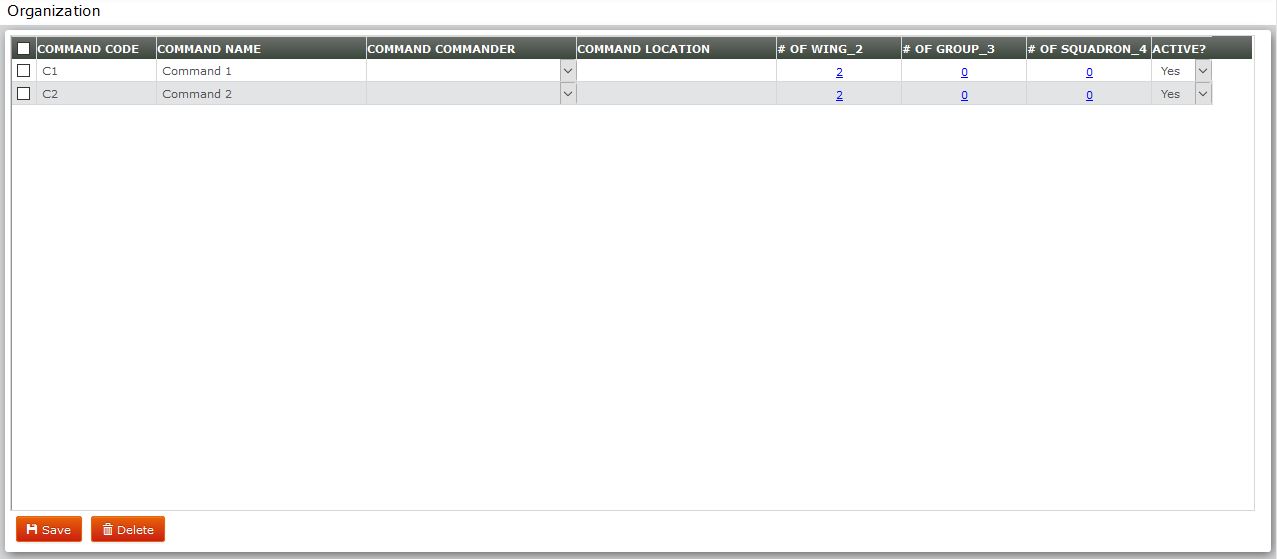 Organization
COMMAND CODE COMMAND NAME COMMAND COMMANDER COMMAND LOCATION # OF WING_2 # OF GROUP_3 # OF SQUADRON_4 ACTIVE?
C1 Command 1 2 0 0 Yes
C2 Command 2 2 0 0 Yes
Save Delete